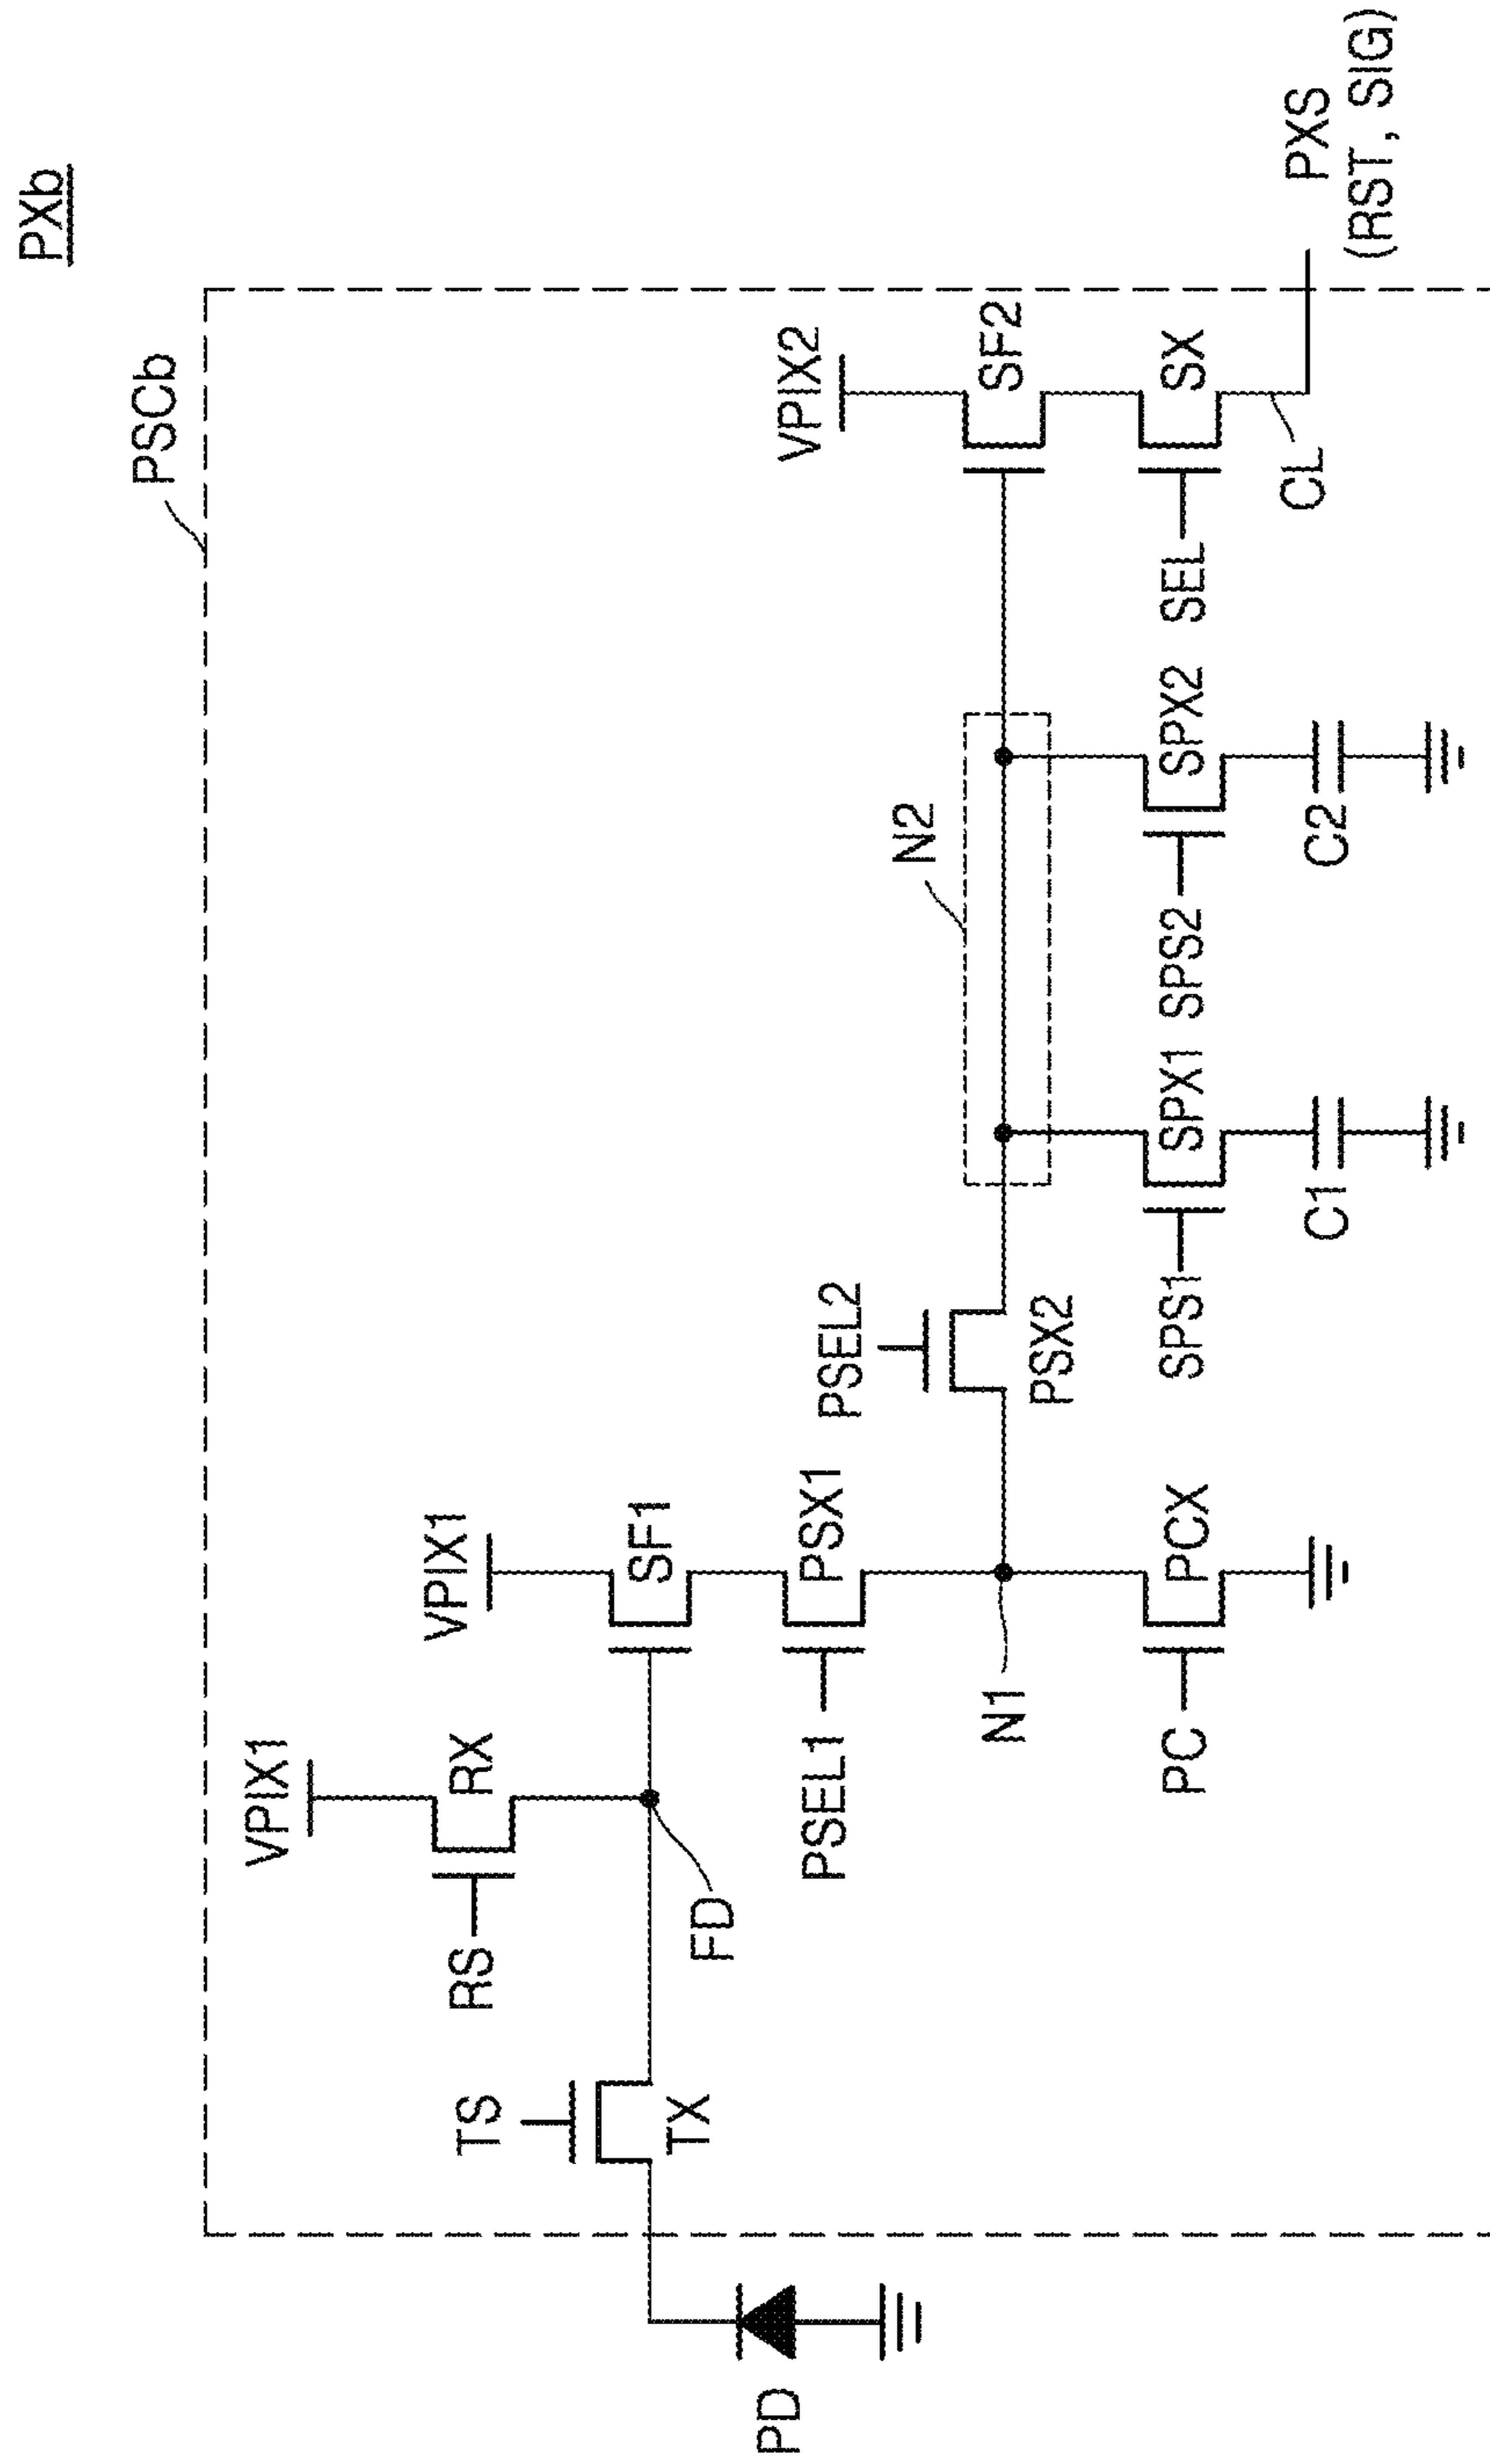 PXb
PSCb
VPIX1
RS
RX
VPIX1
SF1
TS
TX
FD
PSEL1
PSX1
PSEL2
PSX2
N2
VPIX2
SF2
PD
N1
PC
PCX
SPS1
SPX1
SPS2
SPX2
SEL
SX
C1
C2
CL
PXS
(RST, SIG)